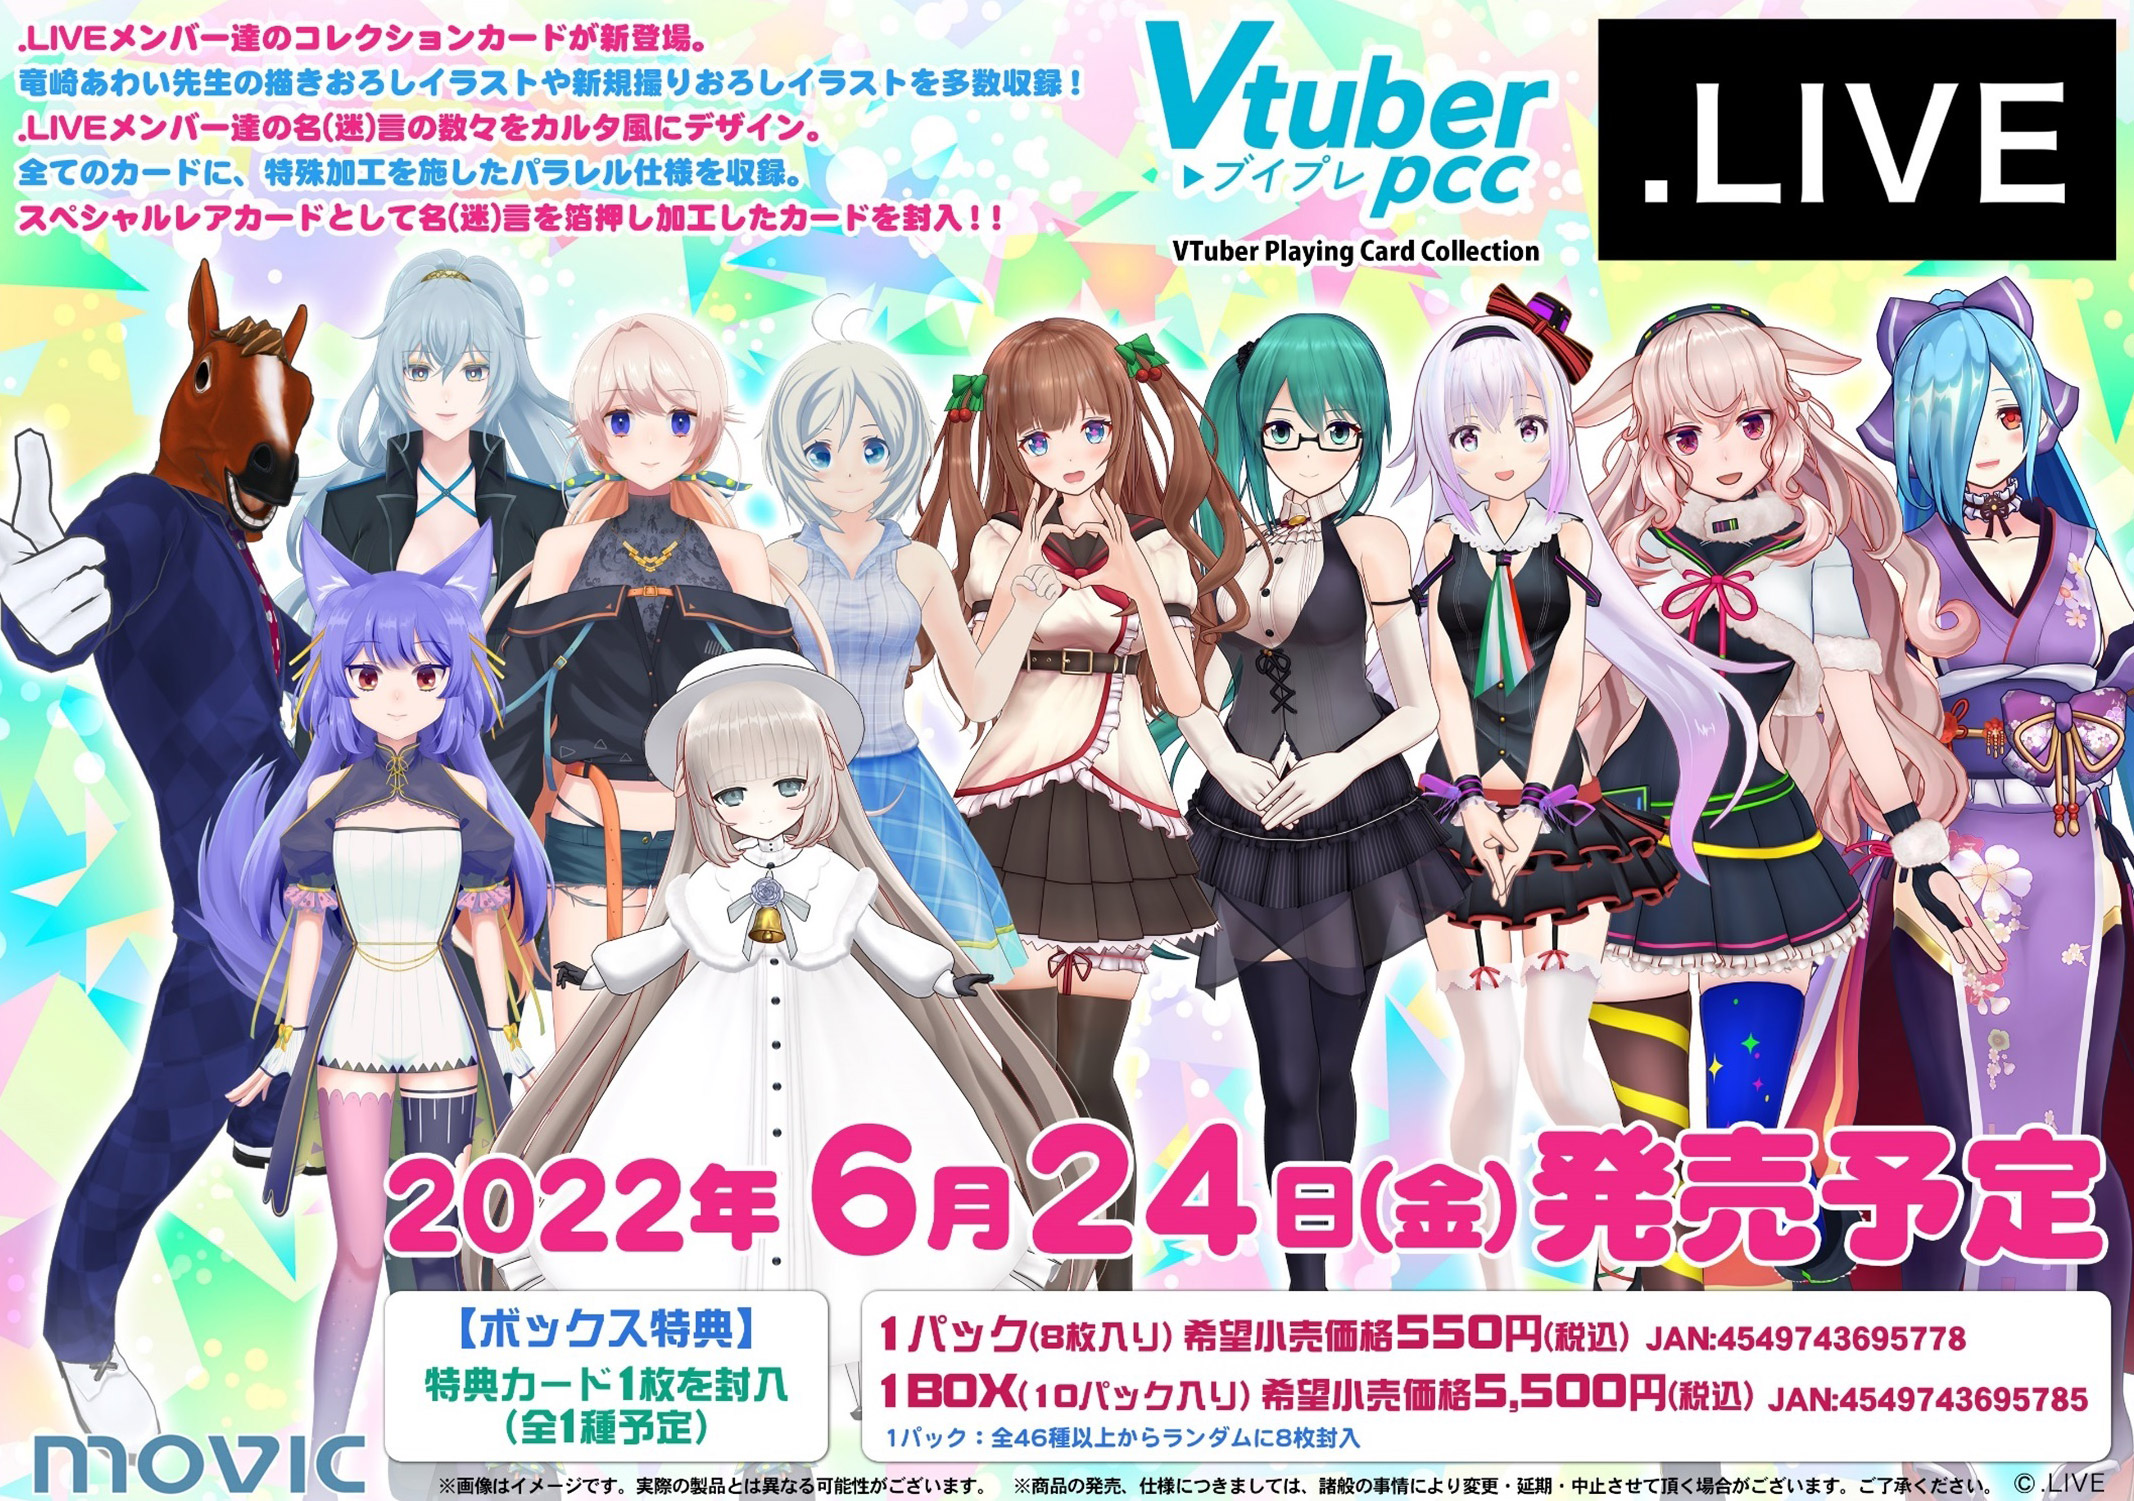 .LIVEメンバー達のコレクションカードが新登場。
竜崎あわい先生の描きおろしイラストや新規撮りおろしイラストを多数収録！
.LIVEメンバー達の名(迷)言の数々をカルタ風にデザイン。
全てのカードに、特殊加工を施したパラレル仕様を収録。
スペシャルレアカードとして名(迷)言を箔押し加工したカードを封入！！
Vtuber
ブイプレ pcc
VTuber Playing Card Collection
.LIVE
2022年6月24日(金)発売予定
【ボックス特典】
特典カード1枚を封入
(全1種予定)
1パック(8枚入り) 希望小売価格550円(税込) JAN:4549743695778
1BOX(10パック入り) 希望小売価格5,500円(税込) JAN:4549743695785
1パック：全46種以上からランダムに8枚封入
movic
※画像はイメージです。実際の製品とは異なる可能性がございます。 ※商品の発売、仕様につきましては、諸般の事情により変更・延期・中止させて頂く場合がございます。ご了承ください。 © .LIVE